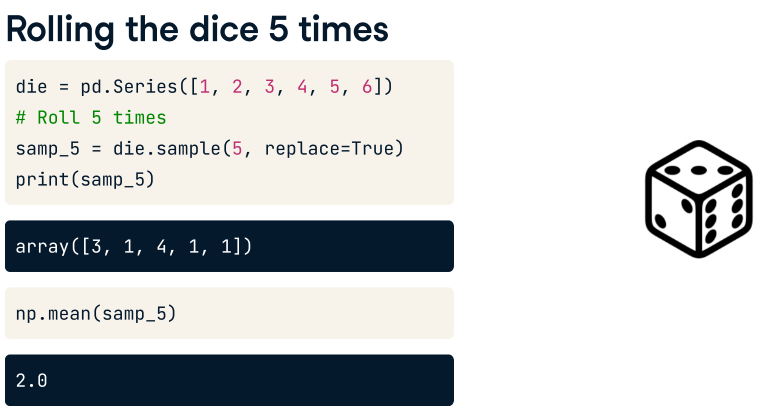 Rolling the dice 5 times
die = pd.Series([1, 2, 3, 4, 5, 6])
# Roll 5 times
samp_5 = die.sample(5, replace=True)
print(samp_5)
array([3, 1, 4, 1, 1])
np.mean(samp_5)
2.0